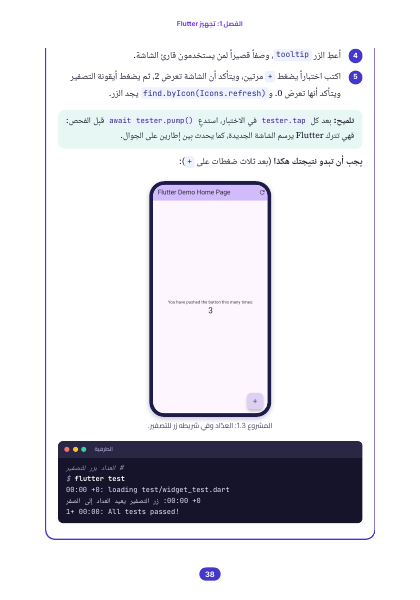 الفصل 1: تجهيز Flutter
4 أعطِ الزر tooltip، وصفاً قصيراً لمن يستخدمون قارئ الشاشة.
5 اكتب اختباراً يضغط + مرتين، ويتأكد أن الشاشة تعرض 2، ثم يضغط أيقونة التصفير
ويتأكد أنها تعرض 0. و find.byIcon(Icons.refresh) يجد الزر.
تلميح: بعد كل tester.tap في الاختبار، استدعِ await tester.pump() قبل الفحص:
فهي تترك Flutter يرسم الشاشة الجديدة، كما يحدث بين إطارين على الجوال.
يجب أن تبدو نتيجتك هكذا! (بعد ثلاث ضغطات على +):
Flutter Demo Home Page
You have pushed the button this many times:
3
+
المشروع 1.3: العدّاد وفي شريطه زر للتصفير.
الطرفية
# العداد بزر للتصفير
$ flutter test
00:00 +0: loading test/widget_test.dart
00:00 +0: زر التصفير يعيد العداد إلى الصفر
00:00 +1: All tests passed!
38